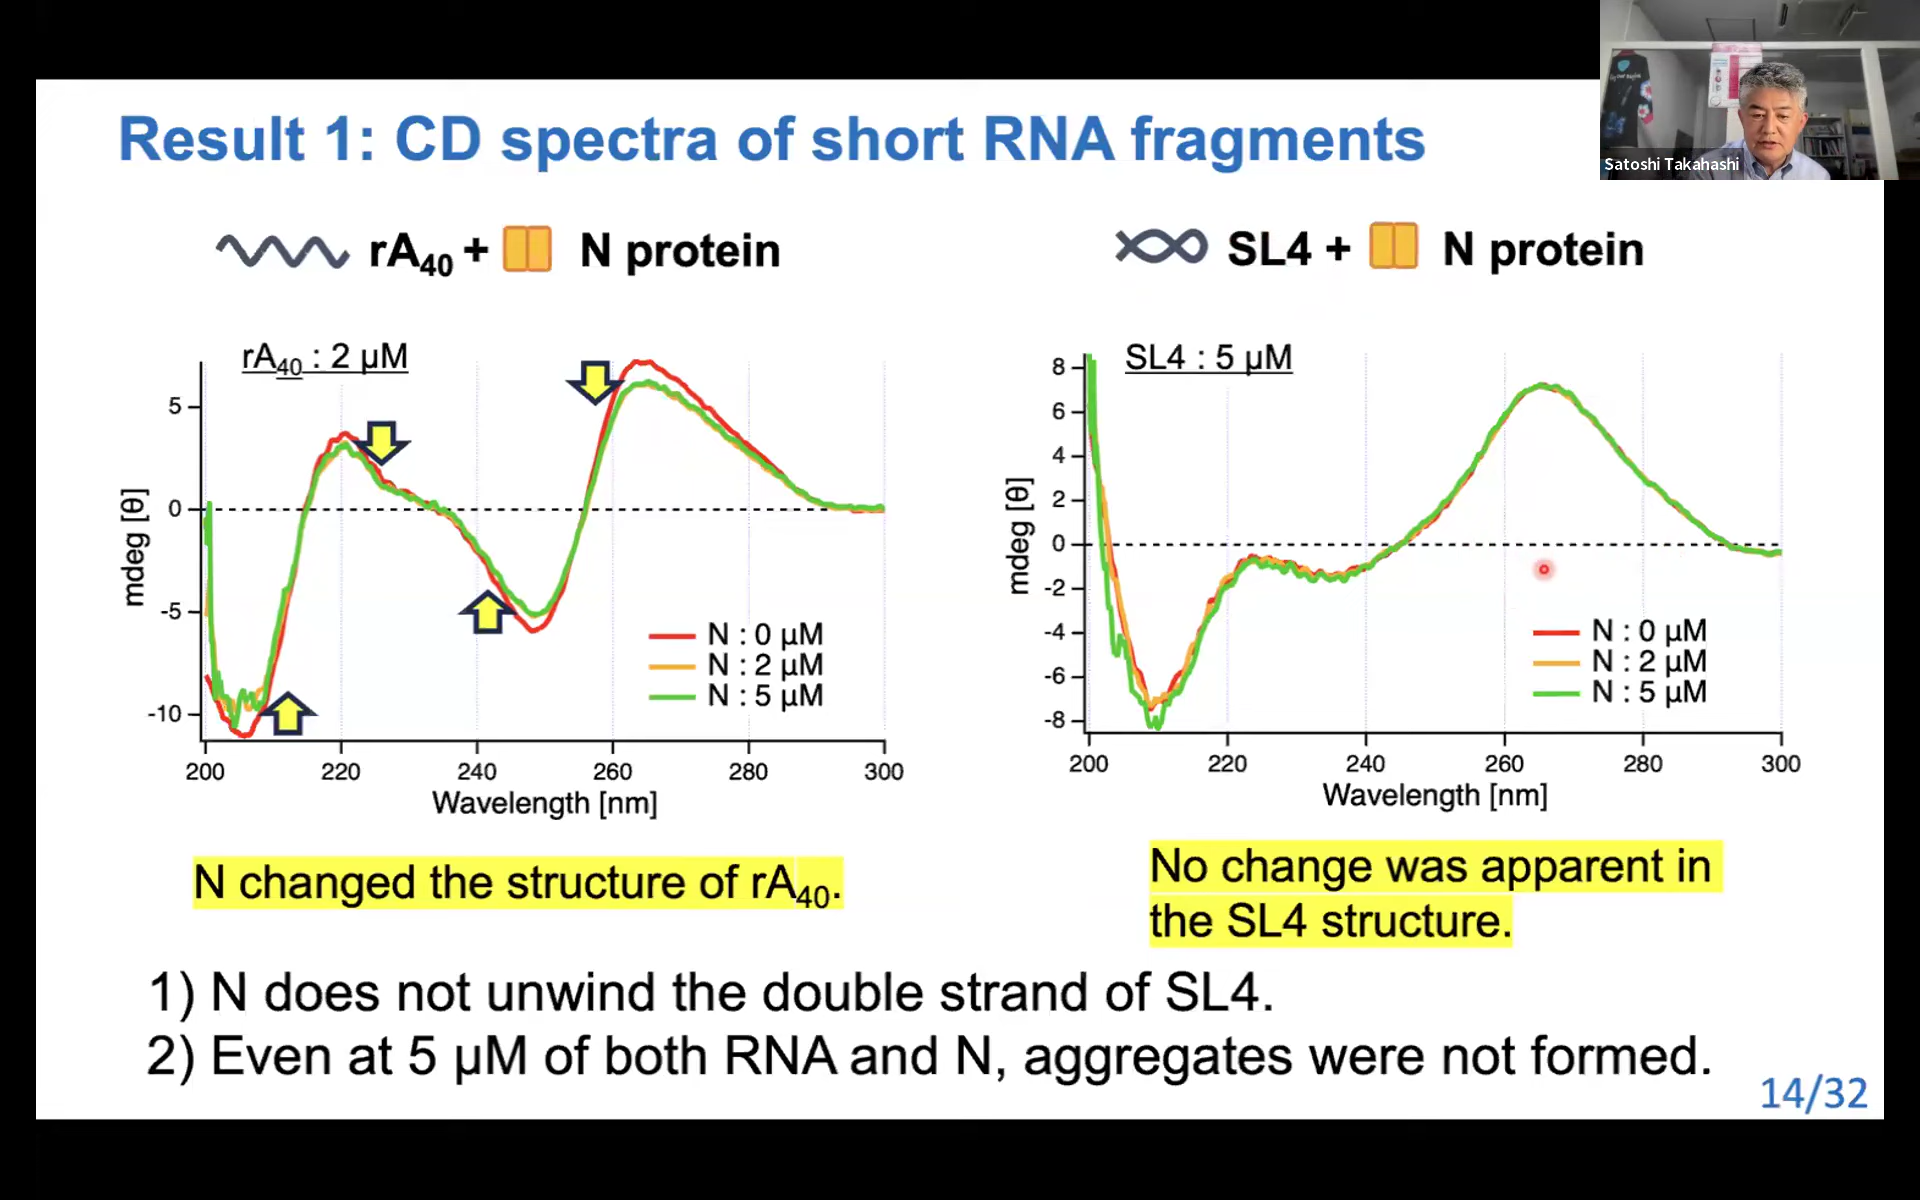 Result 1: CD spectra of short RNA fragments
Satoshi Takahashi
rA40 + N protein
SL4 + N protein
rA40 : 2 µM
5
0
-5
-10
mdeg [θ]
N : 0 µM
N : 2 µM
N : 5 µM
200 220 240 260 280 300
Wavelength [nm]
SL4 : 5 µM
8
6
4
2
0
-2
-4
-6
-8
mdeg [θ]
N : 0 µM
N : 2 µM
N : 5 µM
200 220 240 260 280 300
Wavelength [nm]
N changed the structure of rA40.
No change was apparent in
the SL4 structure.
1) N does not unwind the double strand of SL4.
2) Even at 5 µM of both RNA and N, aggregates were not formed.
14/32